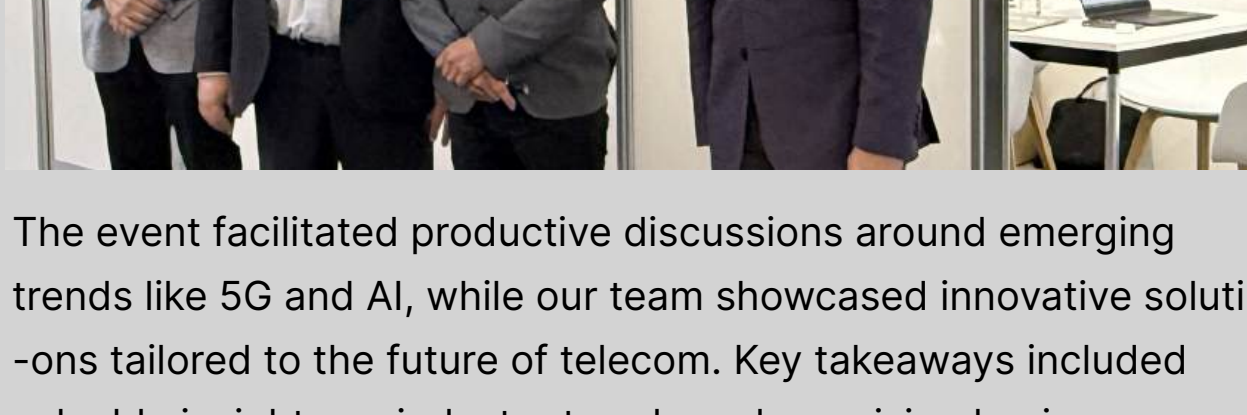 The event facilitated productive discussions around emerging
trends like 5G and AI, while our team showcased innovative soluti
-ons tailored to the future of telecom. Key takeaways included